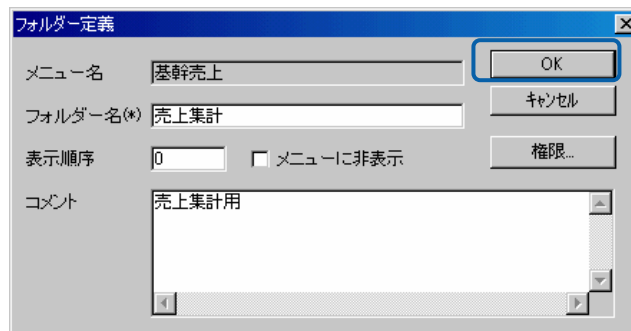 フォルダー定義
メニュー名 基幹売上 OK
フォルダー名(*) 売上集計 キャンセル
表示順序 0 メニューに非表示 権限...
コメント 売上集計用